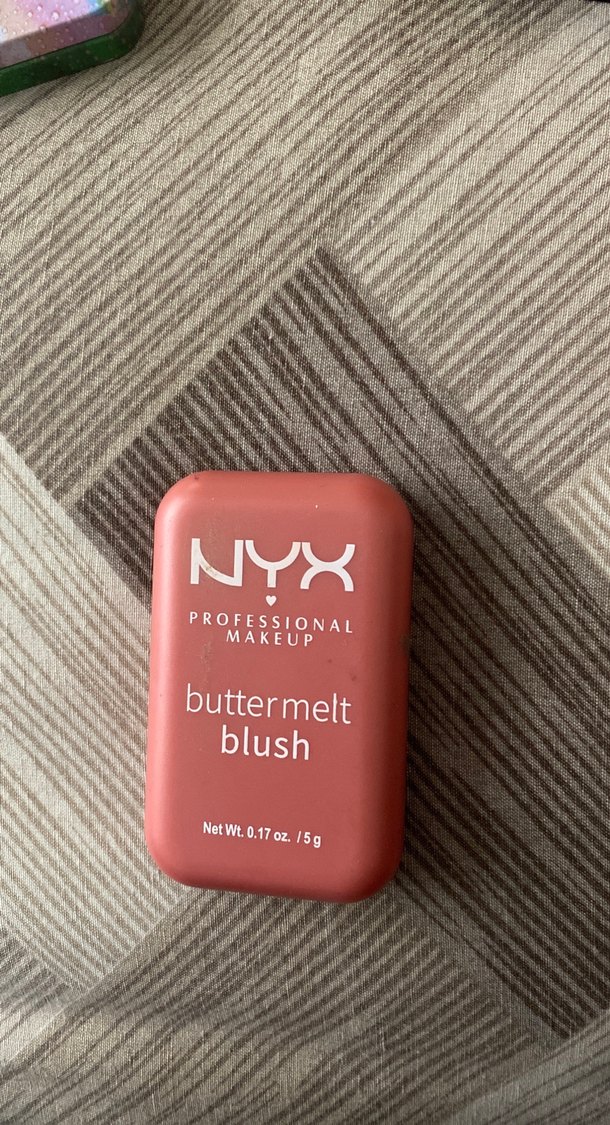 NYX
PROFESSIONAL
MAKEUP
buttermelt
blush
Net Wt. 0.17 oz. / 5 g